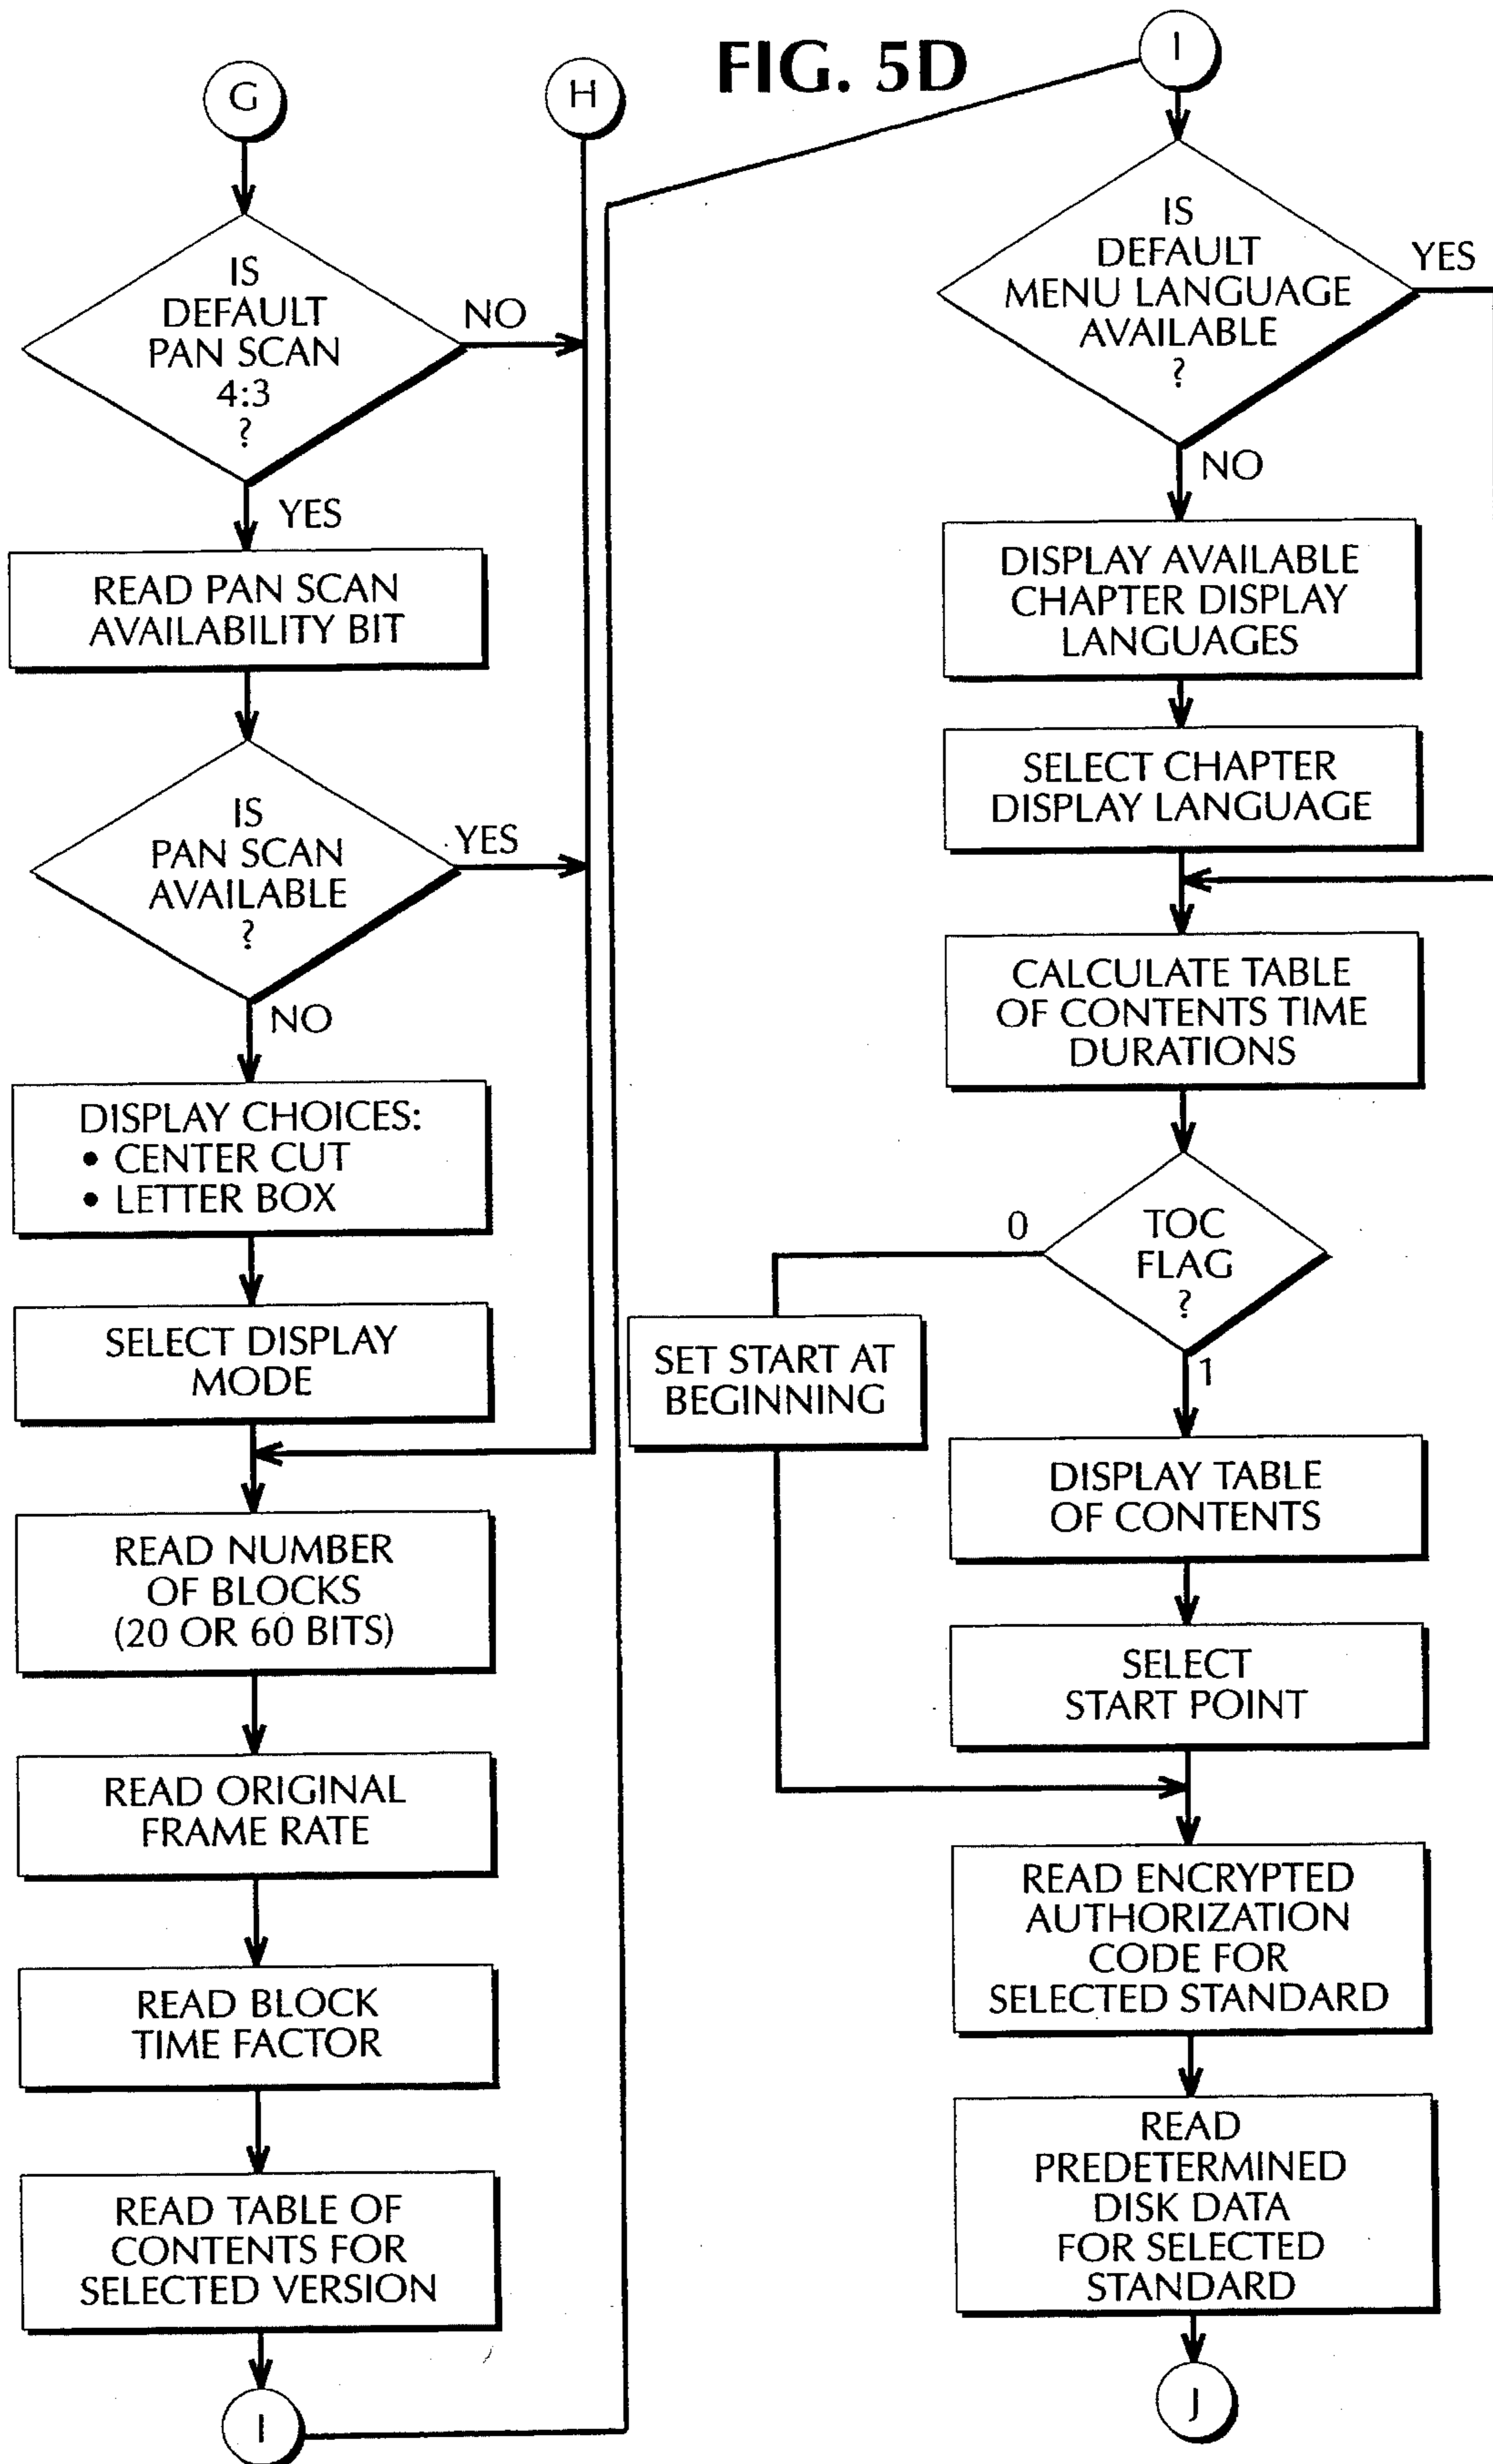 FIG. 5D
G
H
IS
DEFAULT
PAN SCAN
4:3
?
NO
YES
READ PAN SCAN
AVAILABILITY BIT
IS
PAN SCAN
AVAILABLE
?
YES
NO
DISPLAY CHOICES:
• CENTER CUT
• LETTER BOX
SELECT DISPLAY
MODE
READ NUMBER
OF BLOCKS
(20 OR 60 BITS)
READ ORIGINAL
FRAME RATE
READ BLOCK
TIME FACTOR
READ TABLE OF
CONTENTS FOR
SELECTED VERSION
I
I
IS
DEFAULT
MENU LANGUAGE
AVAILABLE
?
YES
NO
DISPLAY AVAILABLE
CHAPTER DISPLAY
LANGUAGES
SELECT CHAPTER
DISPLAY LANGUAGE
CALCULATE TABLE
OF CONTENTS TIME
DURATIONS
TOC
FLAG
?
0
1
SET START AT
BEGINNING
DISPLAY TABLE
OF CONTENTS
SELECT
START POINT
READ ENCRYPTED
AUTHORIZATION
CODE FOR
SELECTED STANDARD
READ
PREDETERMINED
DISK DATA
FOR SELECTED
STANDARD
J